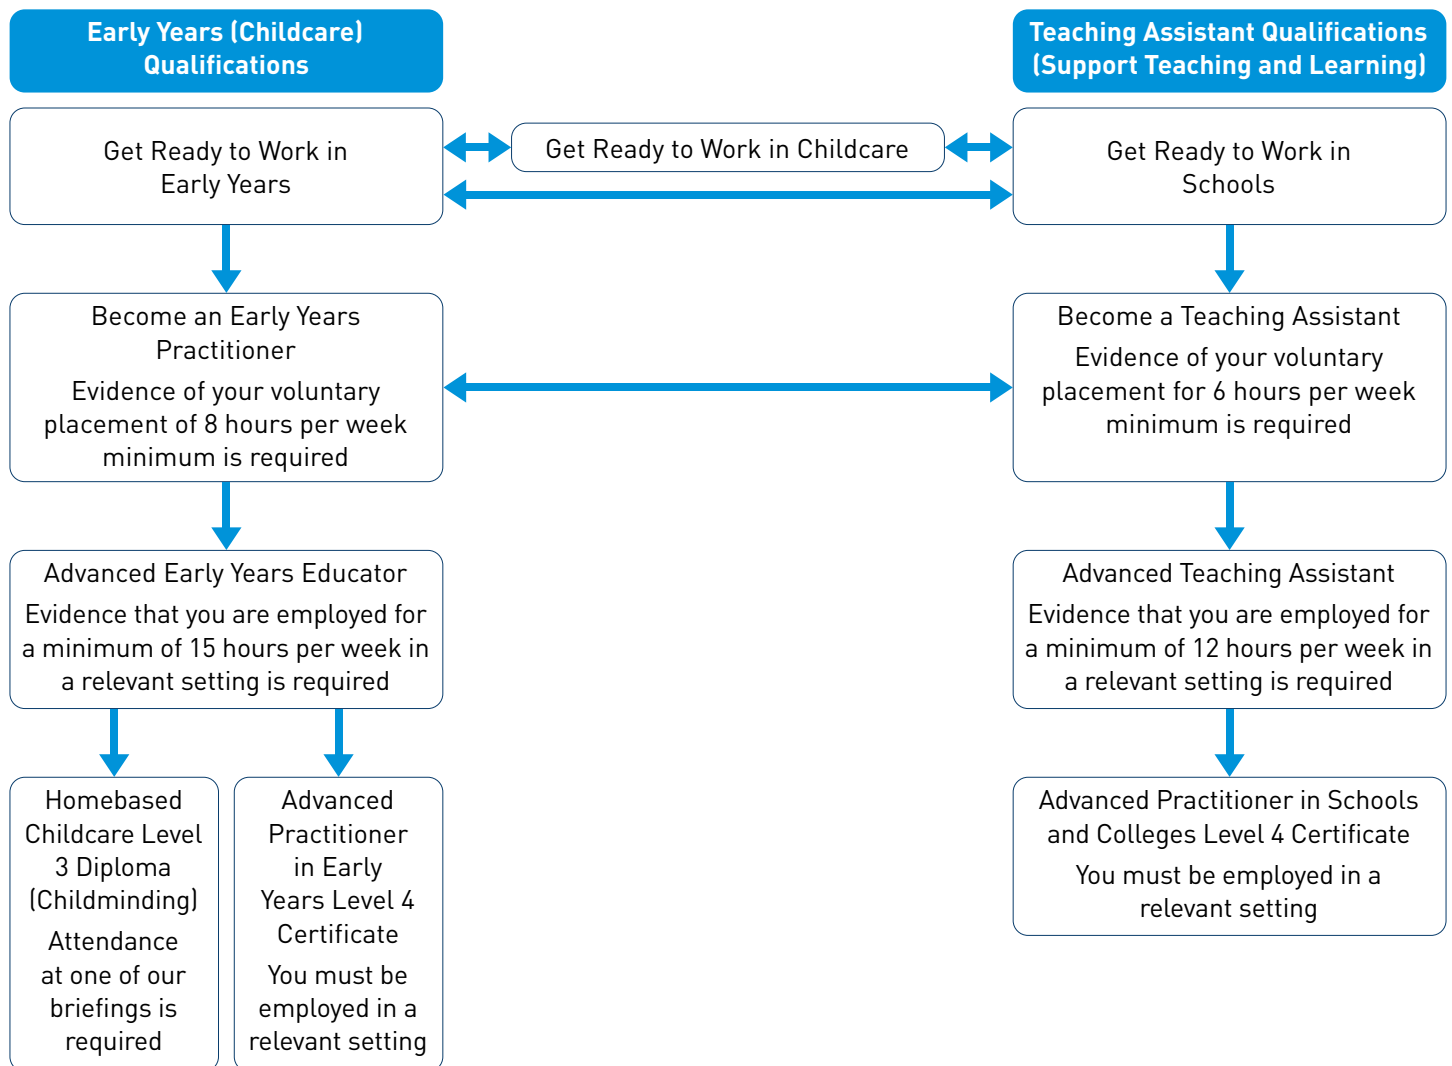 Early Years (Childcare)
Qualifications
Teaching Assistant Qualifications
(Support Teaching and Learning)
Get Ready to Work in
Early Years
Get Ready to Work in Childcare
Get Ready to Work in
Schools
Become an Early Years
Practitioner
Evidence of your voluntary
placement of 8 hours per week
minimum is required
Become a Teaching Assistant
Evidence of your voluntary
placement for 6 hours per week
minimum is required
Advanced Early Years Educator
Evidence that you are employed for
a minimum of 15 hours per week in
a relevant setting is required
Advanced Teaching Assistant
Evidence that you are employed for
a minimum of 12 hours per week in
a relevant setting is required
Homebased
Childcare Level
3 Diploma
(Childminding)
Attendance
at one of our
briefings is
required
Advanced
Practitioner
in Early
Years Level 4
Certificate
You must be
employed in a
relevant setting
Advanced Practitioner in Schools
and Colleges Level 4 Certificate
You must be employed in a
relevant setting